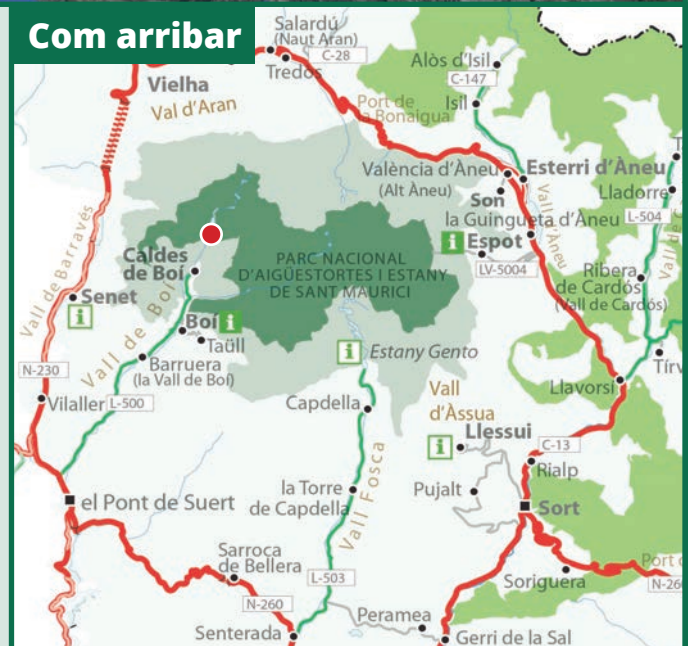 Com arribar
Salardú
(Naut Aran)
C-28
Tredòs
Alòs d'Isil
C-147
Isil
Vielha
Val d'Aran
Port de
la Bonaigua
València d'Àneu
(Alt Àneu)
Esterri d'Àneu
Son
la Guingueta d'Àneu
Vall d'Àneu
Lladorre
L-504
i Espot
LV-5004
Ribera
de Cardós
(Vall de Cardós)
PARC NACIONAL
D'AIGÜESTORTES I ESTANY
DE SANT MAURICI
Caldes
de Boí
Vall de Barravés
Senet
i
Vall de Boí
Boí i
Taüll
Barruera
(la Vall de Boí)
i Estany Gento
N-230
Vilaller
L-500
Capdella
Vall
d'Àssua
Llessui
i
Llavorsí
C-13
Rialp
Pujalt
Sort
el Pont de Suert
la Torre
de Capdella
Vall Fosca
Sarroca
de Bellera
L-503
N-260
Senterada
Peramea
Gerri de la Sal
Soriguera